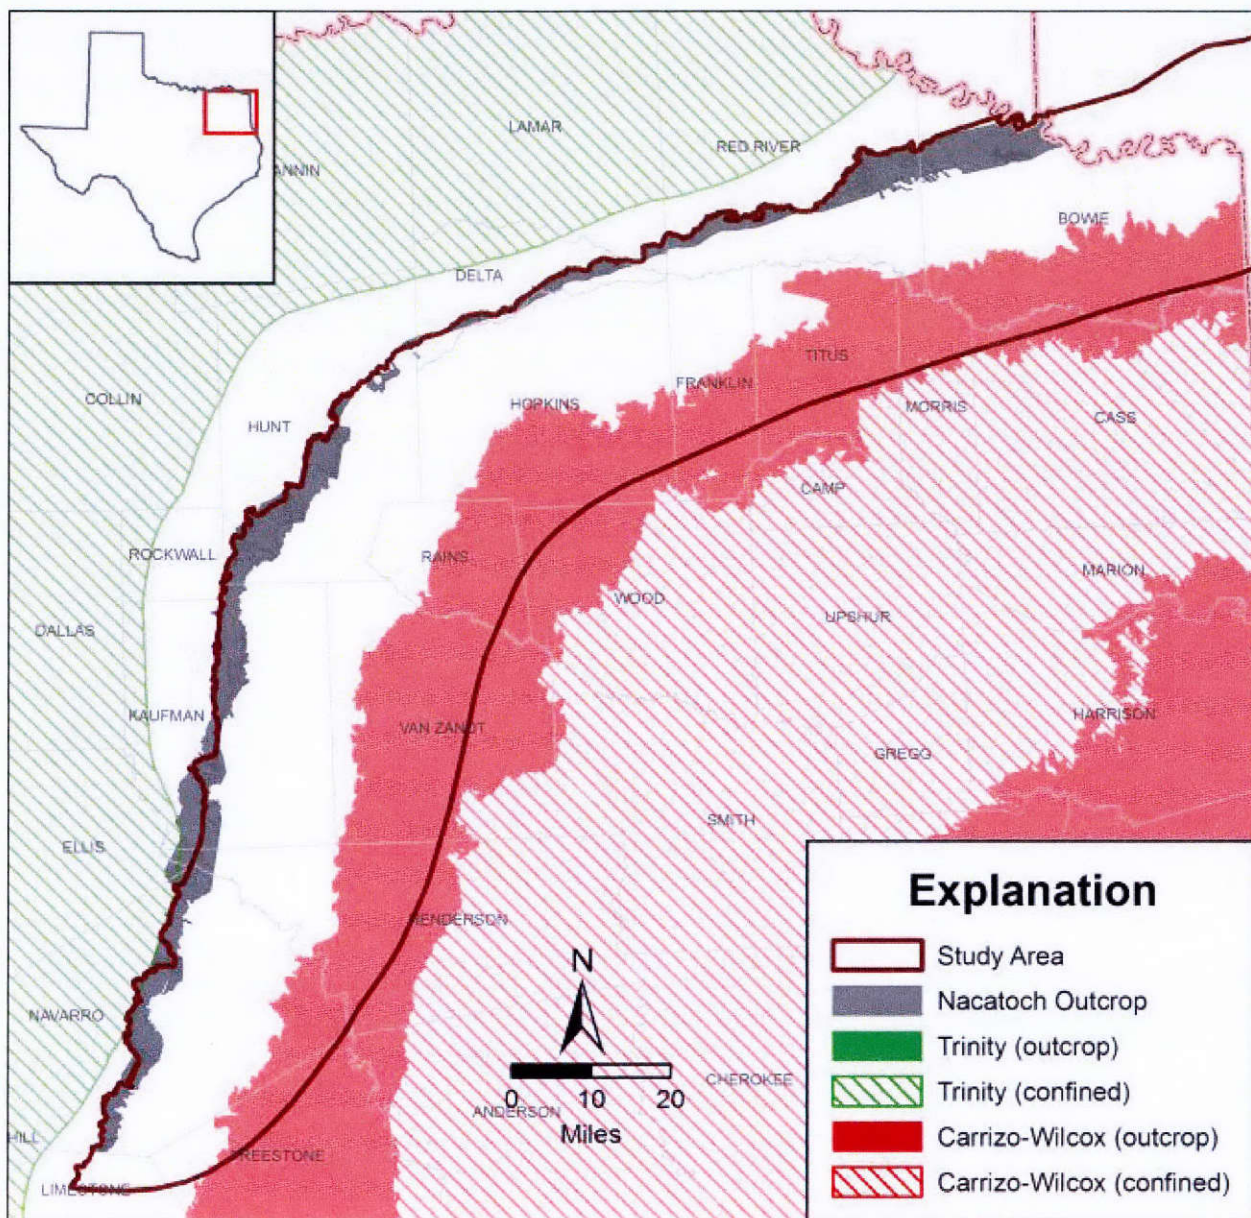 LAMAR
RED RIVER
ANNIN
BOWIE
DELTA
TITUS
FRANKLIN
COLLIN
HOPKINS
MORRIS
CASS
HUNT
CAMP
ROCKWALL
RAINS
MARION
WOOD
UPSHUR
DALLAS
KAUFMAN
VAN ZANDT
HARRISON
GREGG
SMITH
ELLIS
HENDERSON
NAVARRO
CHEROKEE
ANDERSON
HILL
FREESTONE
LIMESTONE
N
0 10 20
Miles
Explanation
Study Area
Nacatoch Outcrop
Trinity (outcrop)
Trinity (confined)
Carrizo-Wilcox (outcrop)
Carrizo-Wilcox (confined)